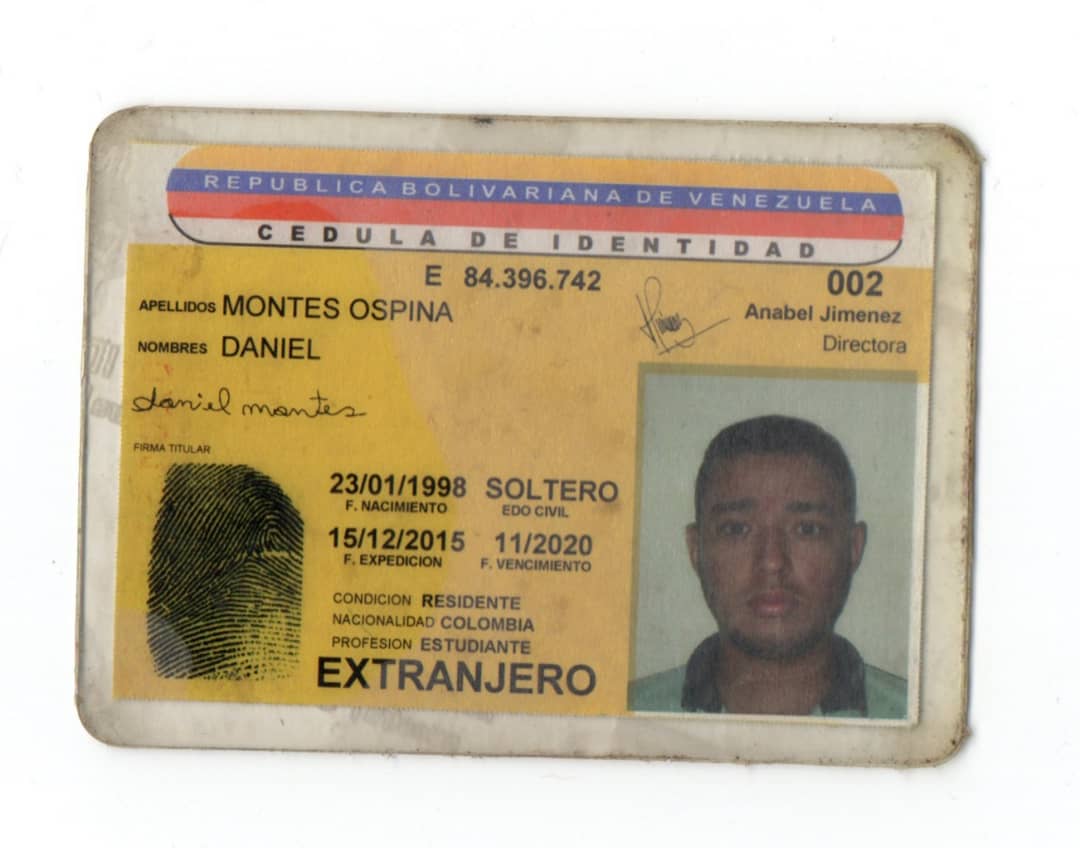 REPUBLICA BOLIVARIANA DE VENEZUELA
CEDULA DE IDENTIDAD
E 84.396.742 002
APELLIDOS MONTES OSPINA
Anabel Jimenez
Directora
NOMBRES DANIEL
daniel montes
FIRMA TITULAR
23/01/1998 SOLTERO
F. NACIMIENTO EDO CIVIL
15/12/2015 11/2020
F. EXPEDICION F. VENCIMIENTO
CONDICION RESIDENTE
NACIONALIDAD COLOMBIA
PROFESION ESTUDIANTE
EXTRANJERO